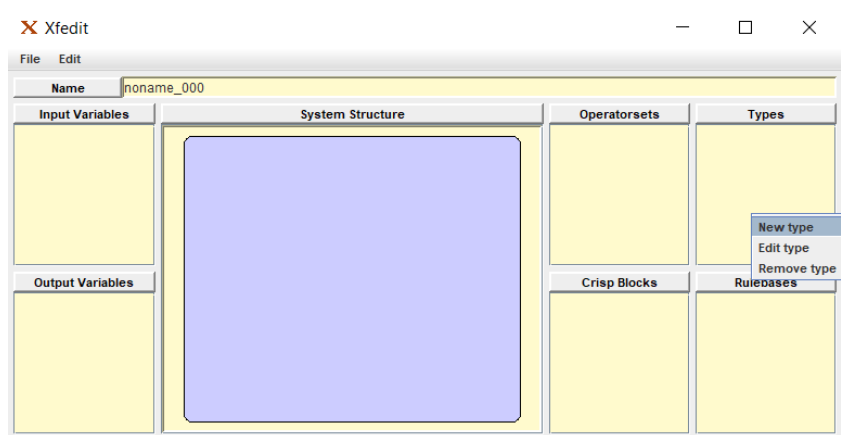 Xfedit
File Edit
Name noname_000
Input Variables System Structure Operatorsets Types
New type
Edit type
Remove type
Output Variables Crisp Blocks Rulebases